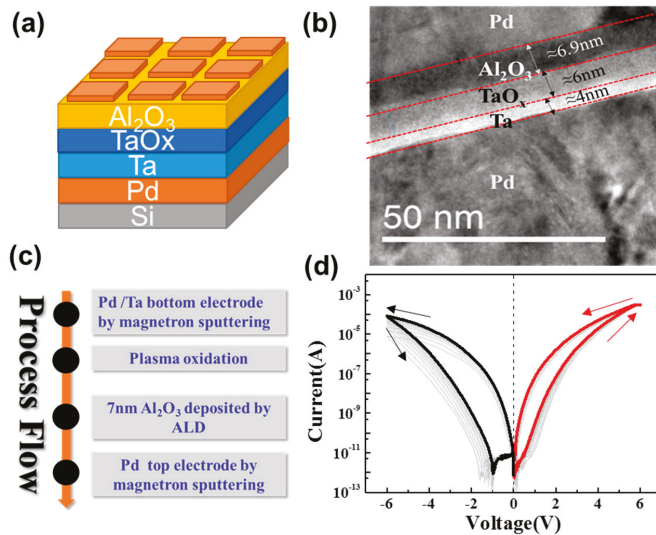 (a)
Al₂O₃
TaOx
Ta
Pd
Si
(b)
Pd
≈6.9nm
Al₂O₃
≈6nm
TaOₓ
≈4nm
Ta
Pd
50 nm
(c)
Process Flow
Pd /Ta bottom electrode
by magnetron sputtering
Plasma oxidation
7nm Al₂O₃ deposited by
ALD
Pd top electrode by
magnetron sputtering
(d)
Current(A)
10⁻³
10⁻⁵
10⁻⁷
10⁻⁹
10⁻¹¹
10⁻¹³
-6 -4 -2 0 2 4 6
Voltage(V)